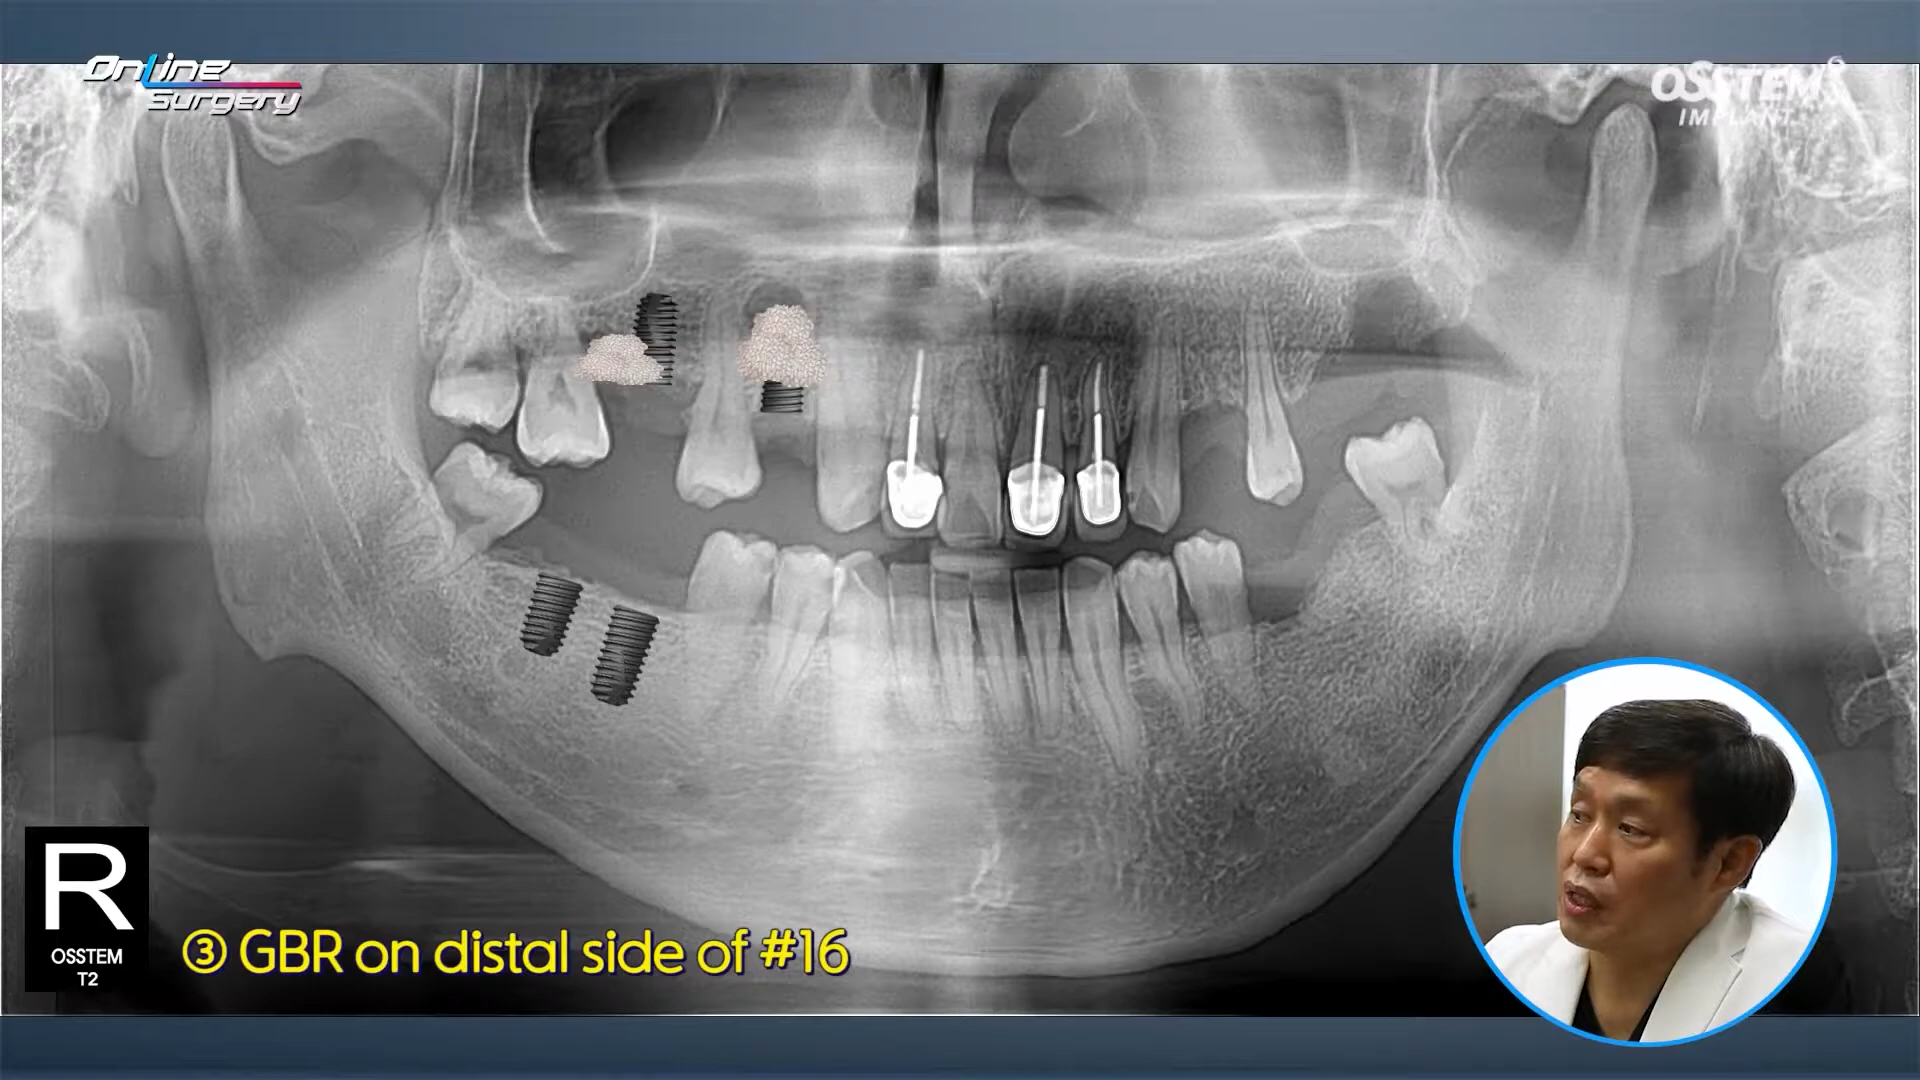 OnLine
Surgery
OSSTEM
IMPLANT
R
OSSTEM
T2
③ GBR on distal side of #16